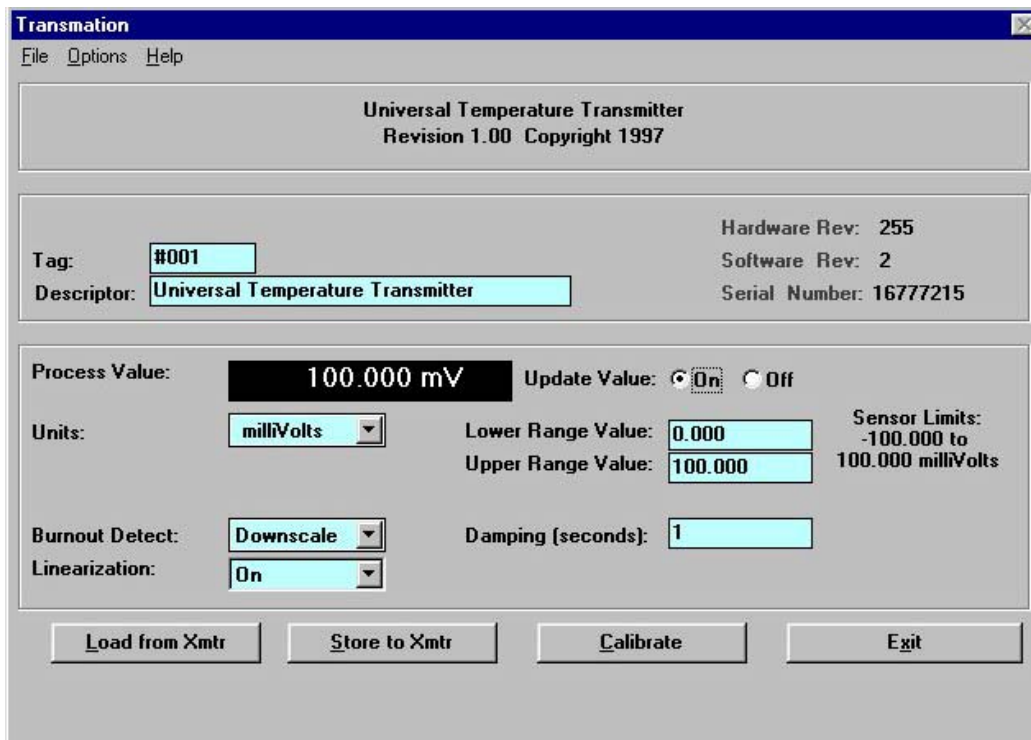 Transmation
File Options Help
Universal Temperature Transmitter
Revision 1.00 Copyright 1997
Hardware Rev: 255
Tag: #001
Software Rev: 2
Descriptor: Universal Temperature Transmitter
Serial Number: 16777215
Process Value: 100.000 mV Update Value: On Off
Units: milliVolts
Lower Range Value: 0.000
Upper Range Value: 100.000
Sensor Limits:
-100.000 to
100.000 milliVolts
Burnout Detect: Downscale Damping (seconds): 1
Linearization: On
Load from Xmtr Store to Xmtr Calibrate Exit